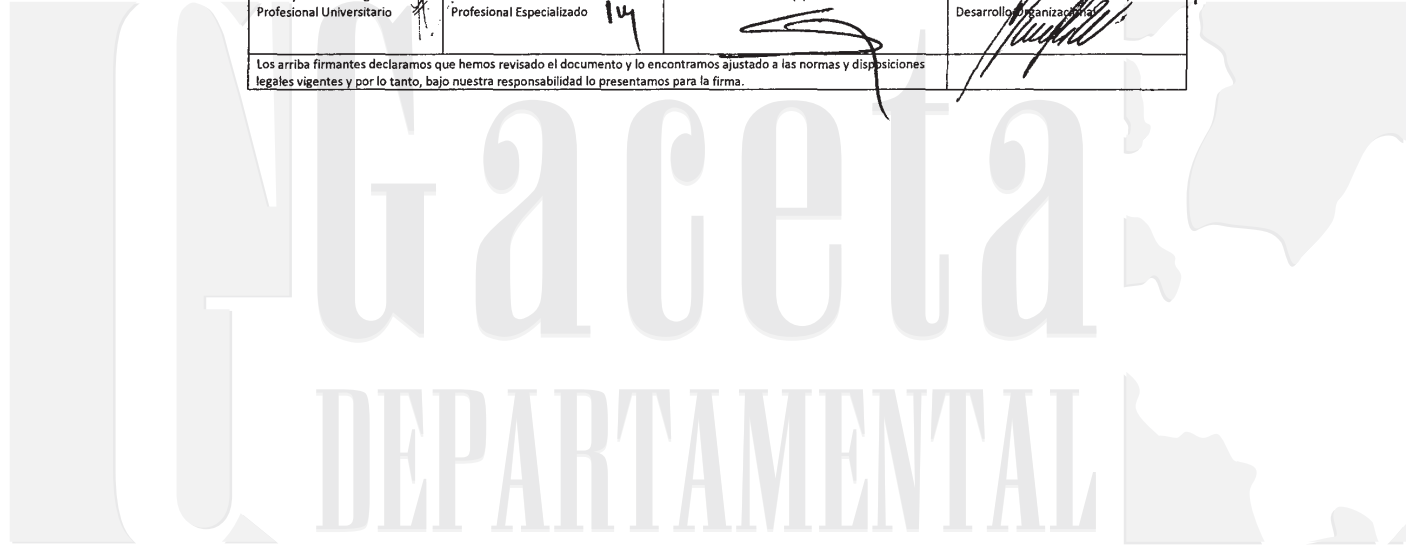 Profesional Universitario
Profesional Especializado
Desarrollo Organizacional
Los arriba firmantes declaramos que hemos revisado el documento y lo encontramos ajustado a las normas y disposiciones
legales vigentes y por lo tanto, bajo nuestra responsabilidad lo presentamos para la firma.
Gaceta
DEPARTAMENTAL